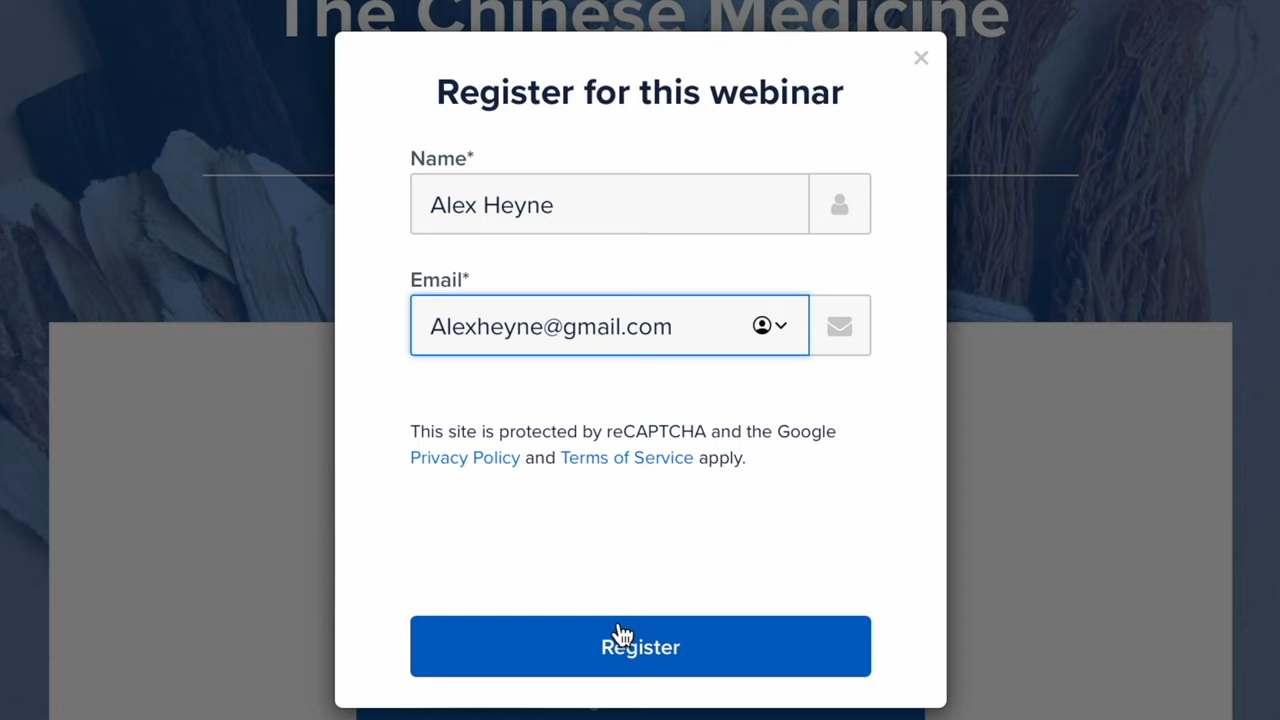 The Chinese Medicine
Register for this webinar
Name*
Alex Heyne
Email*
Alexheyne@gmail.com
This site is protected by reCAPTCHA and the Google
Privacy Policy and Terms of Service apply.
Register